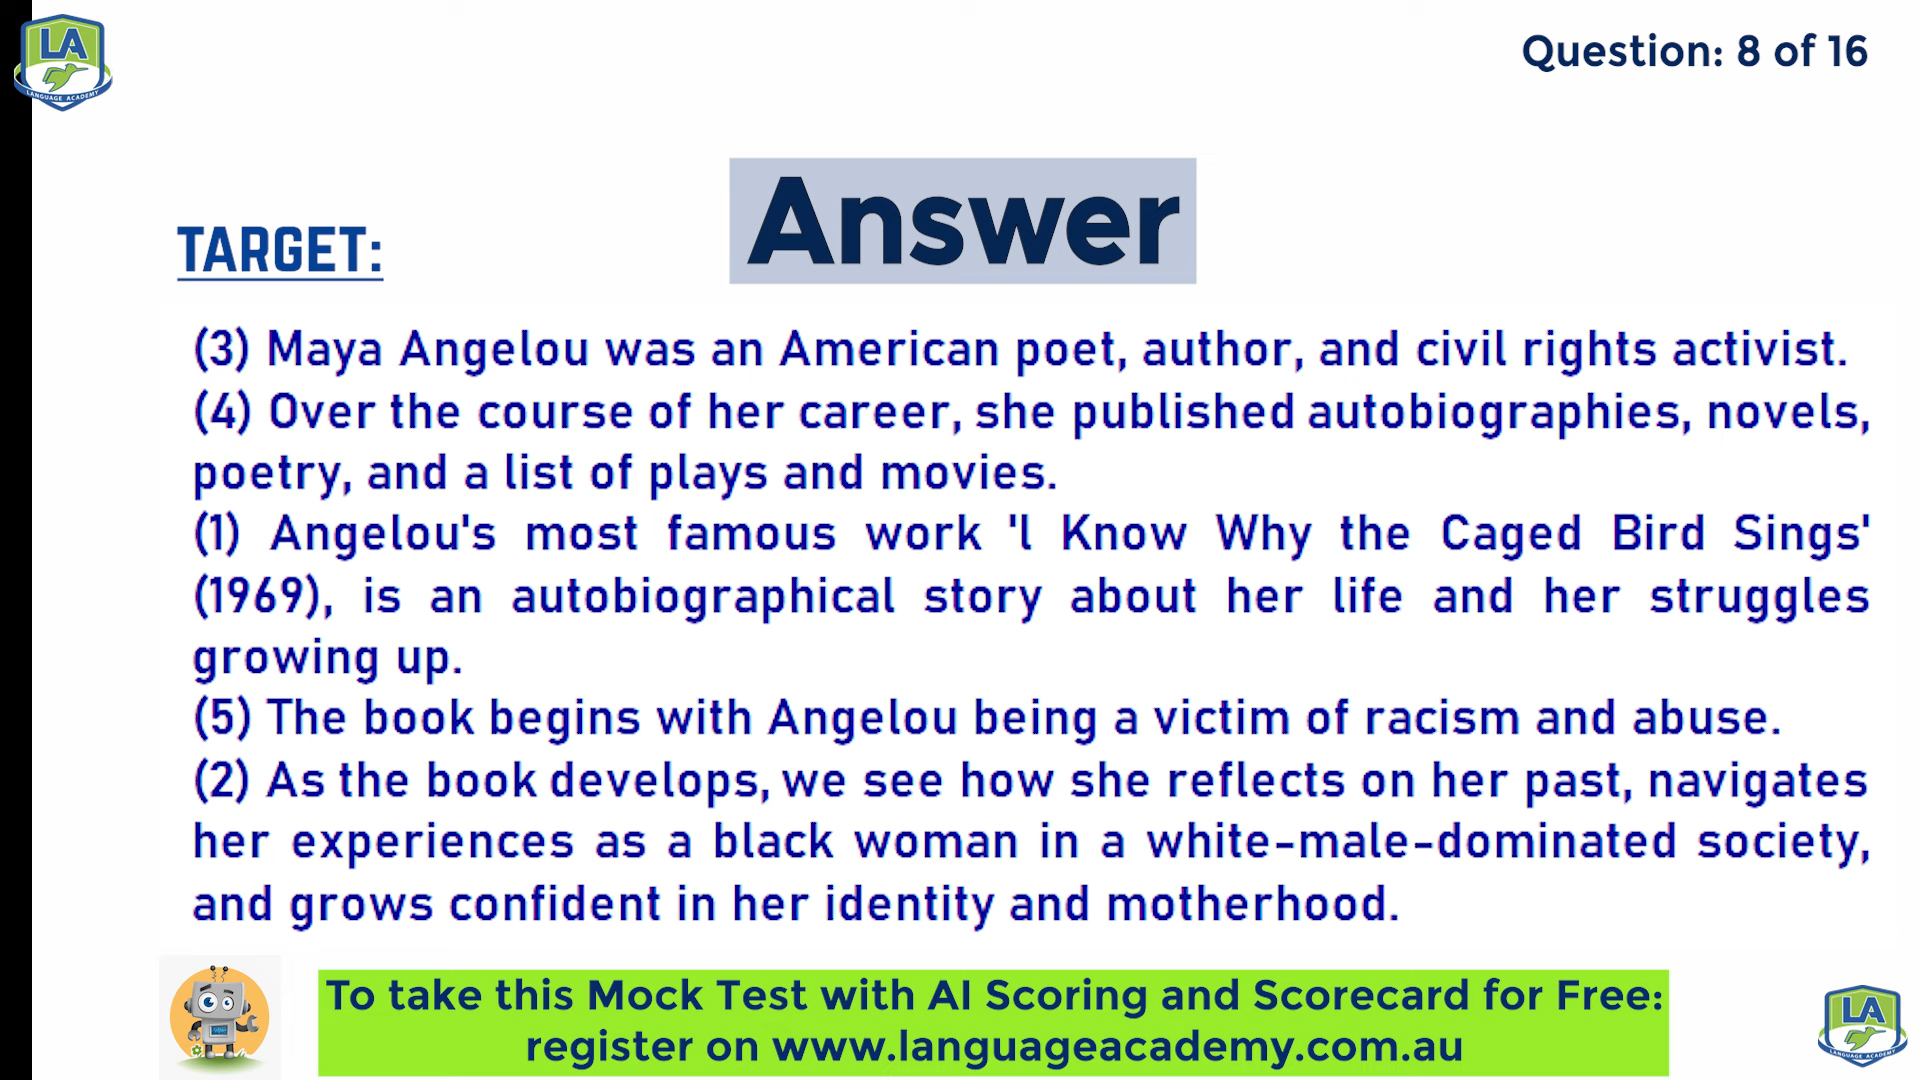 LA
LANGUAGE ACADEMY
Question: 8 of 16
Answer
TARGET:
(3) Maya Angelou was an American poet, author, and civil rights activist.
(4) Over the course of her career, she published autobiographies, novels,
poetry, and a list of plays and movies.
(1) Angelou's most famous work 'l Know Why the Caged Bird Sings'
(1969), is an autobiographical story about her life and her struggles
growing up.
(5) The book begins with Angelou being a victim of racism and abuse.
(2) As the book develops, we see how she reflects on her past, navigates
her experiences as a black woman in a white-male-dominated society,
and grows confident in her identity and motherhood.
To take this Mock Test with AI Scoring and Scorecard for Free:
register on www.languageacademy.com.au
LA
LANGUAGE ACADEMY